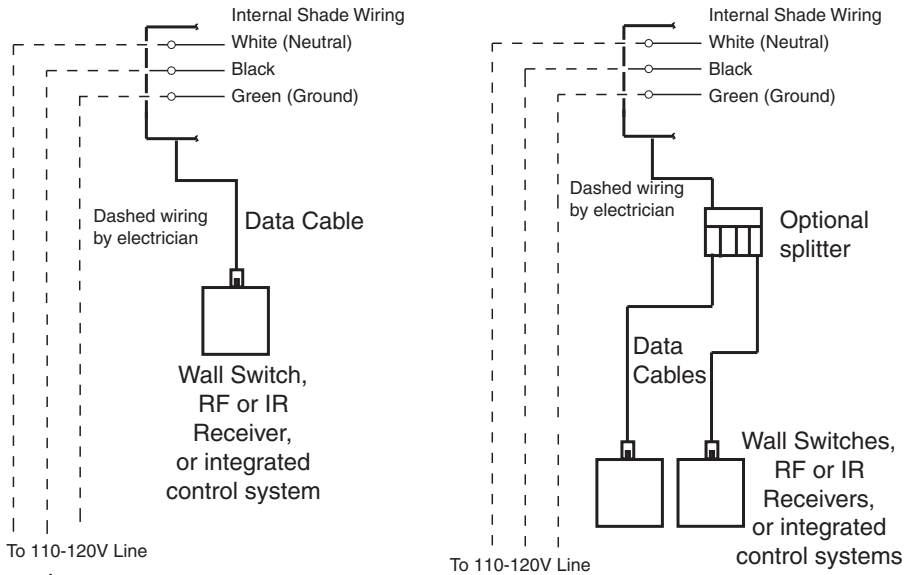 Internal Shade Wiring
White (Neutral)
Black
Green (Ground)
Dashed wiring
by electrician
Data Cable
Wall Switch,
RF or IR
Receiver,
or integrated
control system
To 110-120V Line
Internal Shade Wiring
White (Neutral)
Black
Green (Ground)
Dashed wiring
by electrician
Optional
splitter
Data
Cables
Wall Switches,
RF or IR
Receivers,
or integrated
control systems
To 110-120V Line